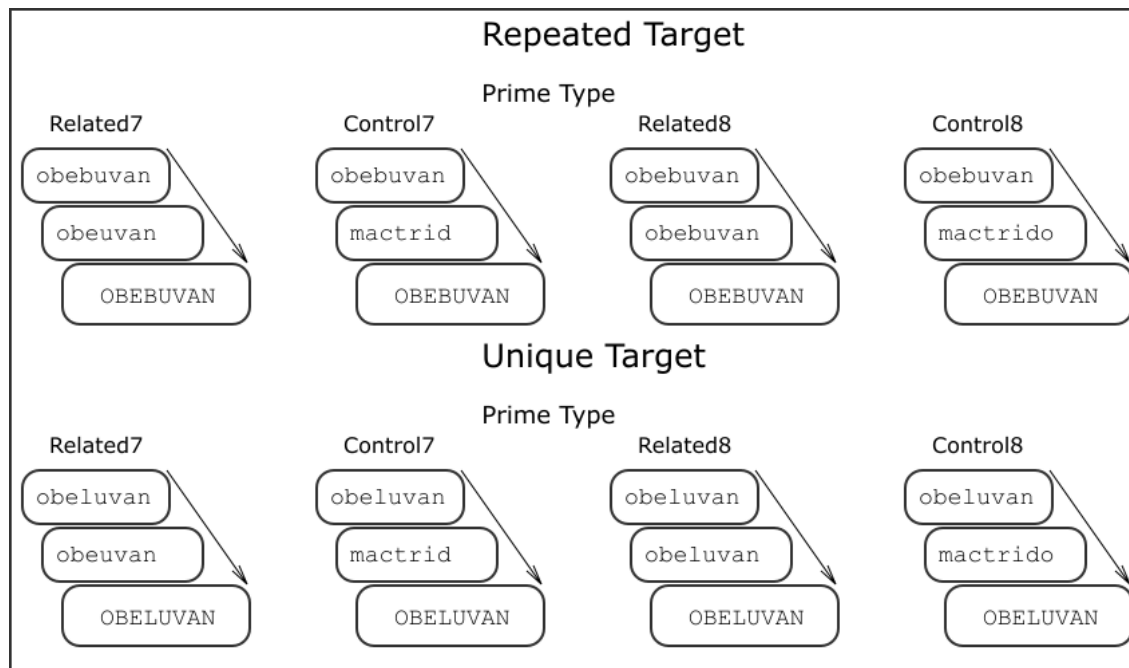 Repeated Target
Prime Type
Related7 Control7 Related8 Control8
obebuvan obebuvan obebuvan obebuvan
obeuvan mactrid obebuvan mactrido
OBEBUVAN OBEBUVAN OBEBUVAN OBEBUVAN
Unique Target
Prime Type
Related7 Control7 Related8 Control8
obeluvan obeluvan obeluvan obeluvan
obeuvan mactrid obeluvan mactrido
OBELUVAN OBELUVAN OBELUVAN OBELUVAN